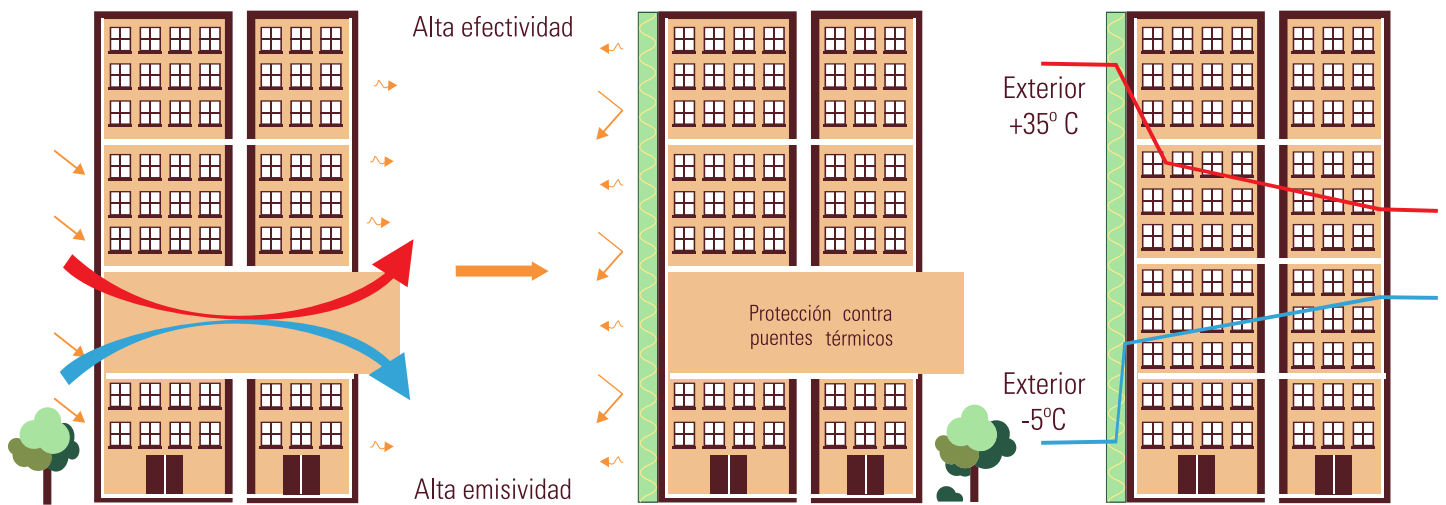 Alta efectividad
Alta emisividad
Protección contra
puentes térmicos
Exterior
+35º C
Exterior
-5ºC